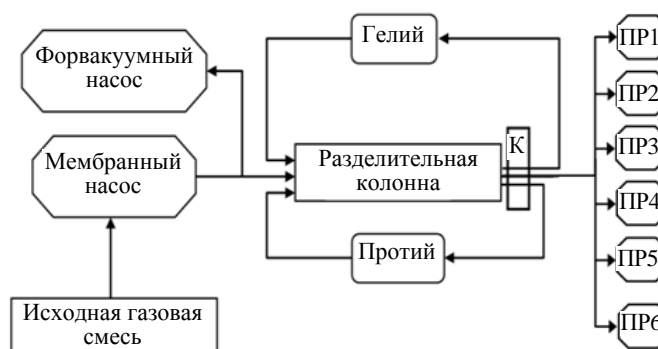 Форвакуумный
насос
Мембранный
насос
Исходная газовая
смесь
Гелий
Разделительная
колонна
К
Протий
ПР1
ПР2
ПР3
ПР4
ПР5
ПР6